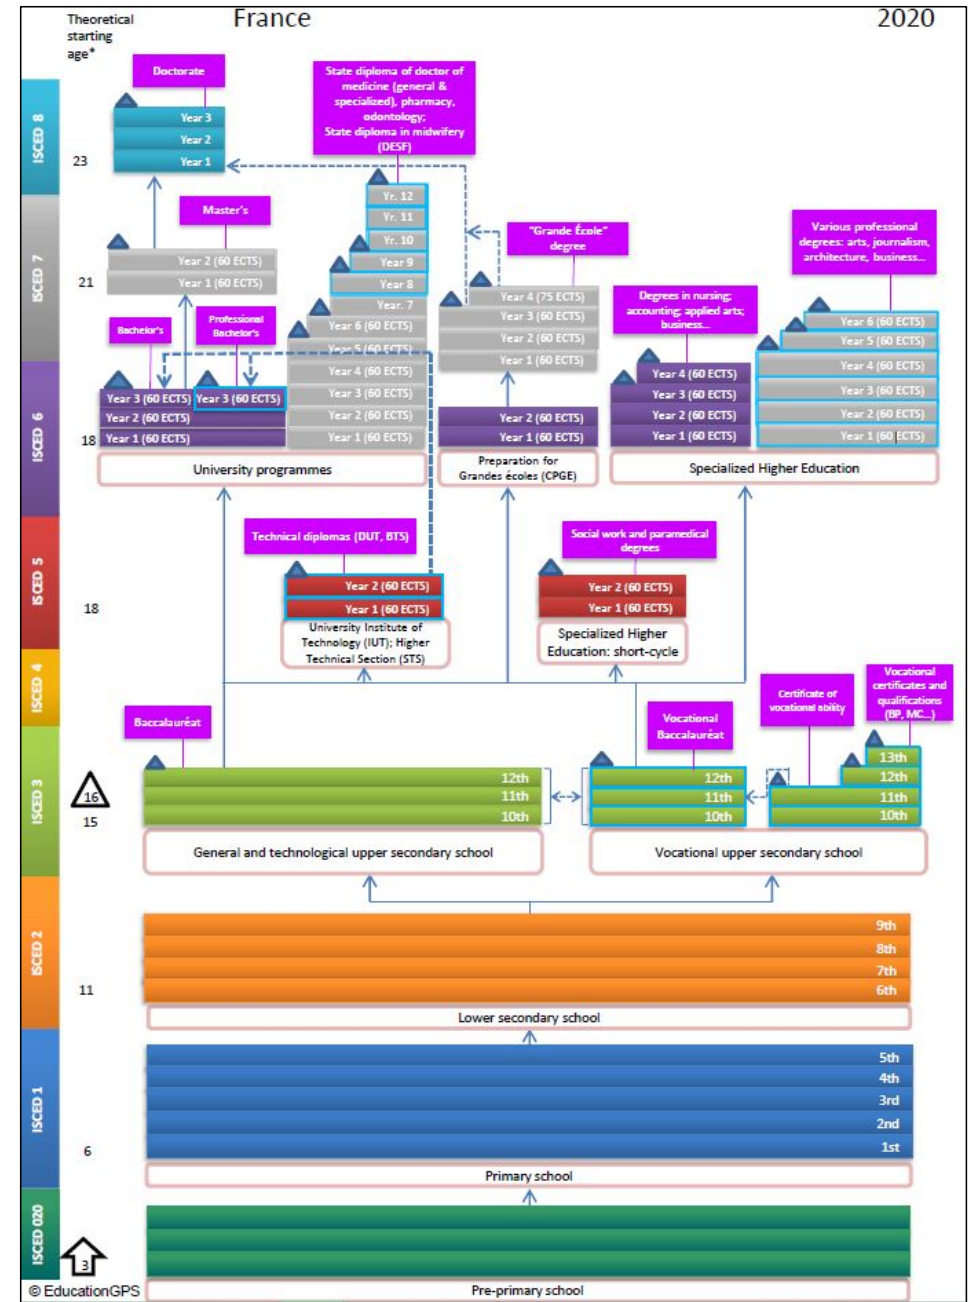 France
2020
Theoretical
starting
age*
ISCED 8
Doctorate
Year 3
Year 2
Year 1
23
State diploma of doctor of
medicine (general &
specialized), pharmacy,
odontology;
State diploma in midwifery
(DESF)
ISCED 7
Master's
Year 2 (60 ECTS)
Year 1 (60 ECTS)
21
Yr. 12
Yr. 11
Yr. 10
Year 9
Year 8
Year. 7
Year 6 (60 ECTS)
Year 5 (60 ECTS)
Year 4 (60 ECTS)
Year 3 (60 ECTS)
Year 2 (60 ECTS)
Year 1 (60 ECTS)
"Grande École"
degree
Year 4 (75 ECTS)
Year 3 (60 ECTS)
Year 2 (60 ECTS)
Year 1 (60 ECTS)
Degrees in nursing;
accounting; applied arts;
business...
Various professional
degrees: arts, journalism,
architecture, business...
Year 6 (60 ECTS)
Year 5 (60 ECTS)
Year 4 (60 ECTS)
Year 3 (60 ECTS)
Year 2 (60 ECTS)
Year 1 (60 ECTS)
ISCED 6
Bachelor's
Professional
Bachelor's
Year 3 (60 ECTS)
Year 3 (60 ECTS)
Year 2 (60 ECTS)
Year 1 (60 ECTS)
18
Year 2 (60 ECTS)
Year 1 (60 ECTS)
Year 4 (60 ECTS)
Year 3 (60 ECTS)
Year 2 (60 ECTS)
Year 1 (60 ECTS)
University programmes
Preparation for
Grandes écoles (CPGE)
Specialized Higher Education
ISCED 5
Technical diplomas (DUT, BTS)
Year 2 (60 ECTS)
Year 1 (60 ECTS)
18
University Institute of
Technology (IUT); Higher
Technical Section (STS)
Social work and paramedical
degrees
Year 2 (60 ECTS)
Year 1 (60 ECTS)
Specialized Higher
Education: short-cycle
ISCED 4
ISCED 3
Baccalauréat
12th
11th
10th
16
15
General and technological upper secondary school
Vocational
Baccalauréat
12th
11th
10th
Certificate of
vocational ability
Vocational
certificates and
qualifications
(BP, MC...)
13th
12th
11th
10th
Vocational upper secondary school
ISCED 2
9th
8th
7th
6th
11
Lower secondary school
ISCED 1
5th
4th
3rd
2nd
1st
6
Primary school
ISCED 020
3
Pre-primary school
© EducationGPS